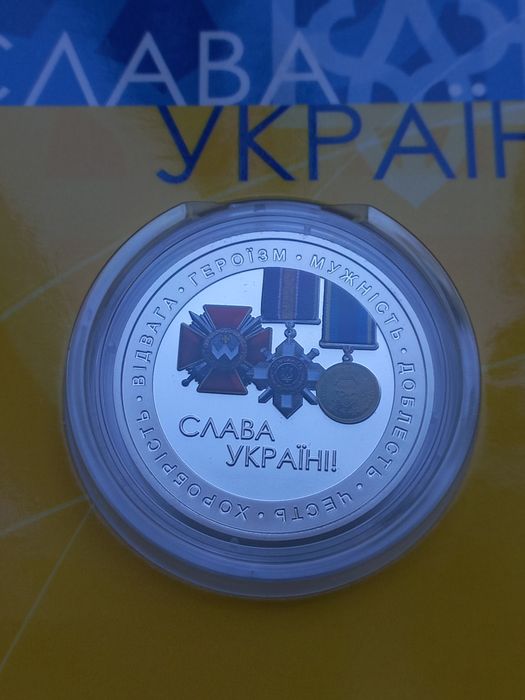 СЛАВА
УКРАЇН
ВІДВАГА · ГЕРОЇЗМ · МУЖНІСТЬ · ДОБЛЕСТЬ · ЧЕСТЬ · ХОРОБРІСТЬ ·
СЛАВА
УКРАЇНІ!